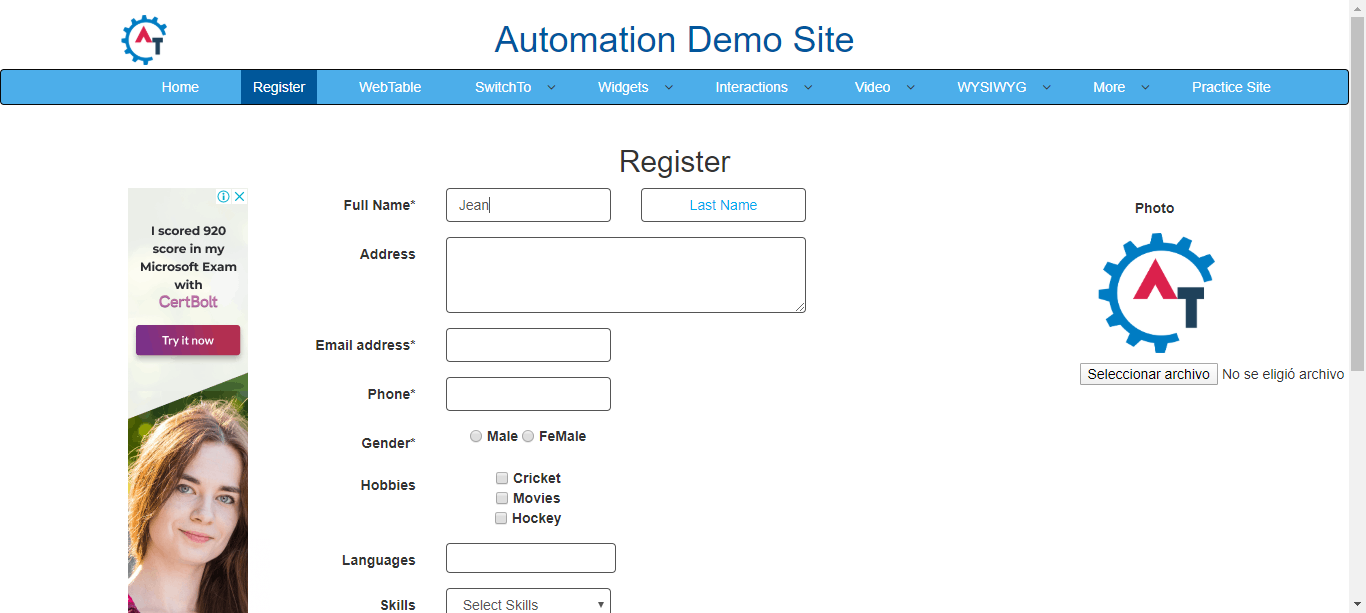 AT
Automation Demo Site
Home Register WebTable SwitchTo Widgets Interactions Video WYSIWYG More Practice Site
Register
I scored 920
score in my
Microsoft Exam
with
CertBolt
Try it now
Full Name* Jean Last Name
Address
Email address*
Phone*
Gender* Male FeMale
Hobbies Cricket
Movies
Hockey
Languages
Skills Select Skills
Photo
AT
Seleccionar archivo No se eligió archivo